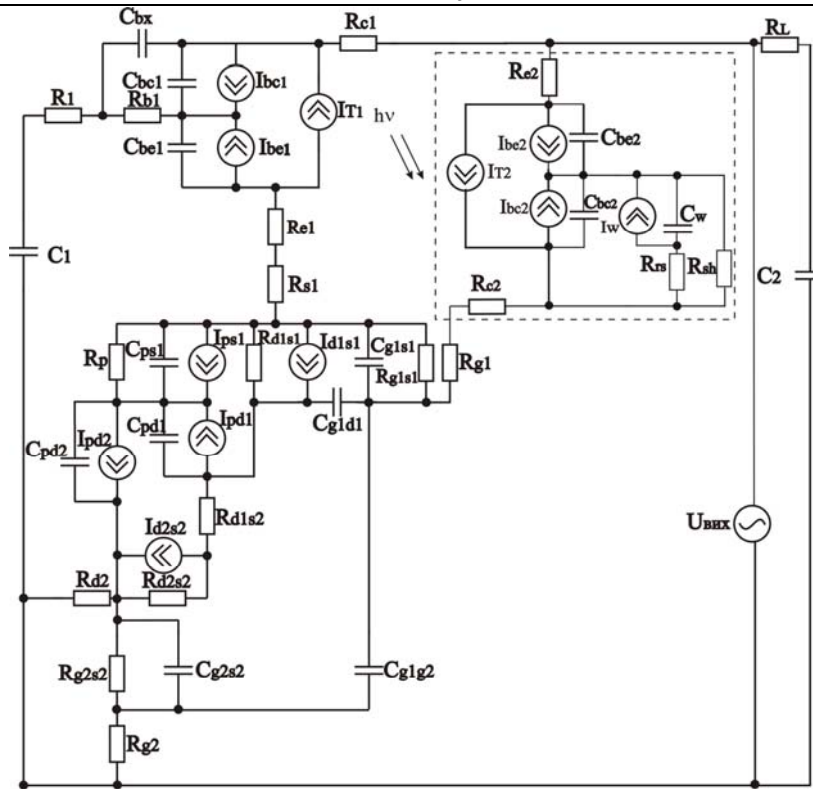 Cbx
Rc1
RL
Cbc1
Ibc1
Re2
R1
Rb1
IT1
hν
Cbe1
Ibe1
Ibe2
Cbe2
IT2
Ibc2
Cbc2
Iw
Cw
Re1
C1
Rrs
Rsh
C2
Rs1
Rc2
Rp
Cps1
Ips1
Rd1s1
Id1s1
Cg1s1
Rg1s1
Rg1
Cg1d1
Cpd2
Ipd2
Cpd1
Ipd1
Rd1s2
Uвих
Id2s2
Rd2
Rd2s2
Rg2s2
Cg2s2
Cg1g2
Rg2